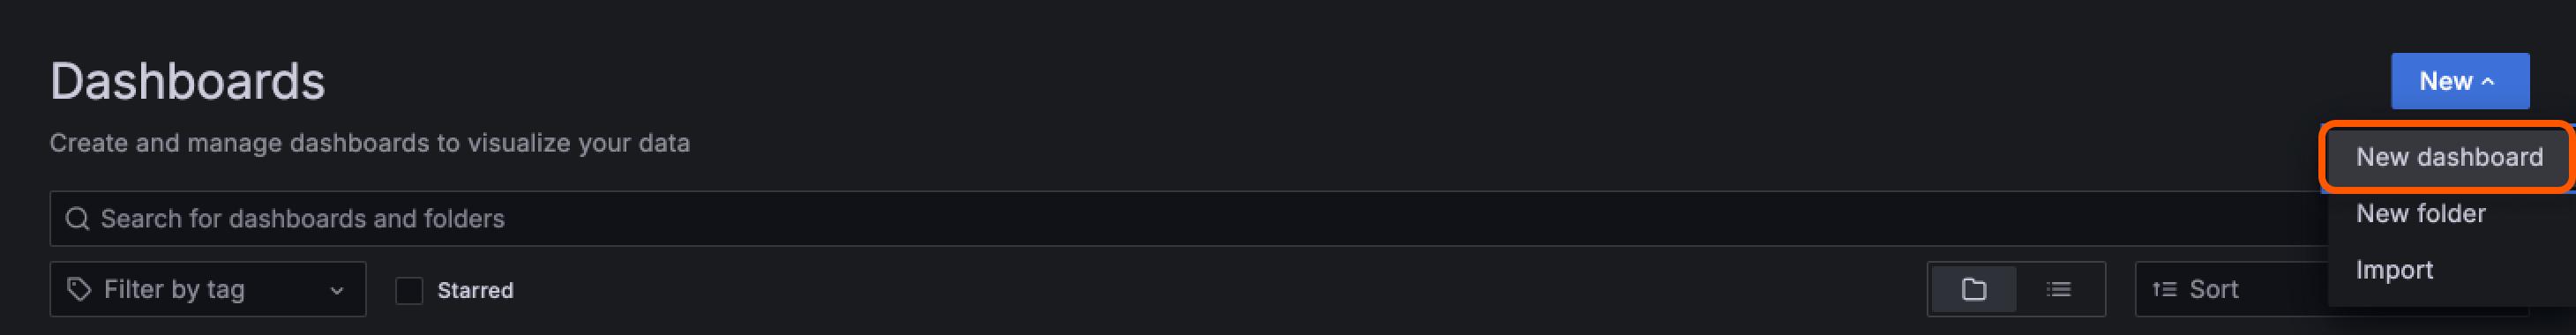 Dashboards
New
Create and manage dashboards to visualize your data
New dashboard
Search for dashboards and folders
New folder
Import
Filter by tag
Starred
Sort